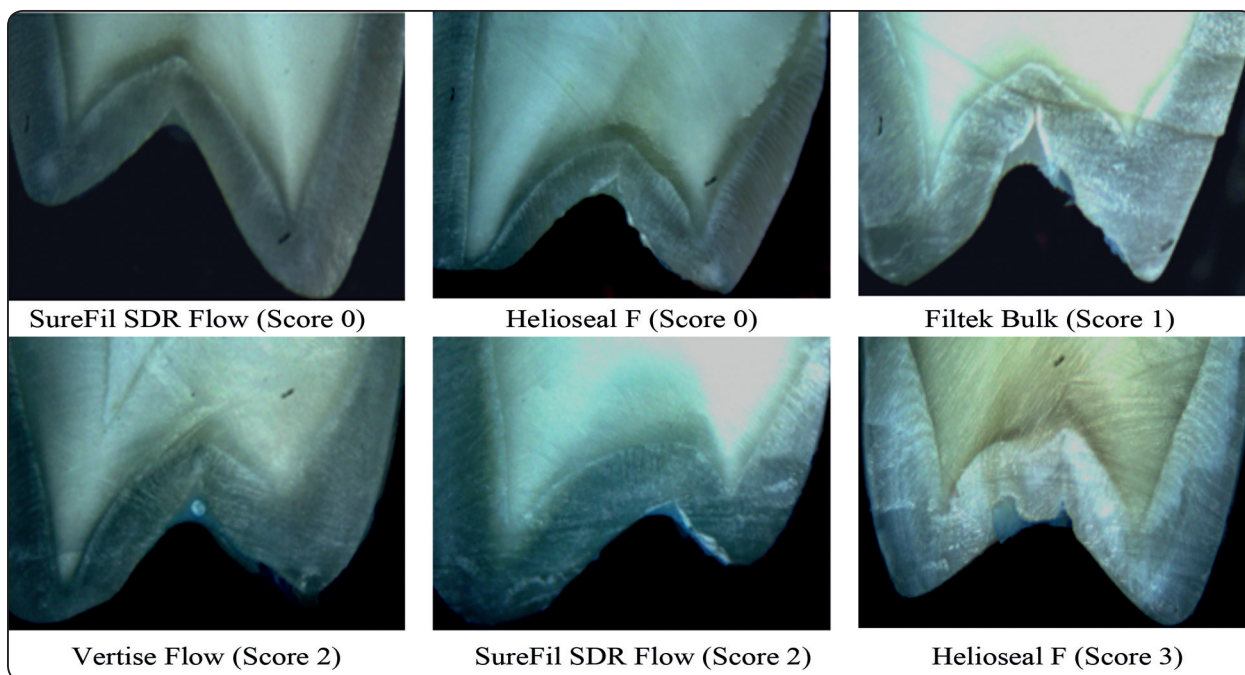 SureFil SDR Flow (Score 0)
Helioseal F (Score 0)
Filtek Bulk (Score 1)
Vertise Flow (Score 2)
SureFil SDR Flow (Score 2)
Helioseal F (Score 3)